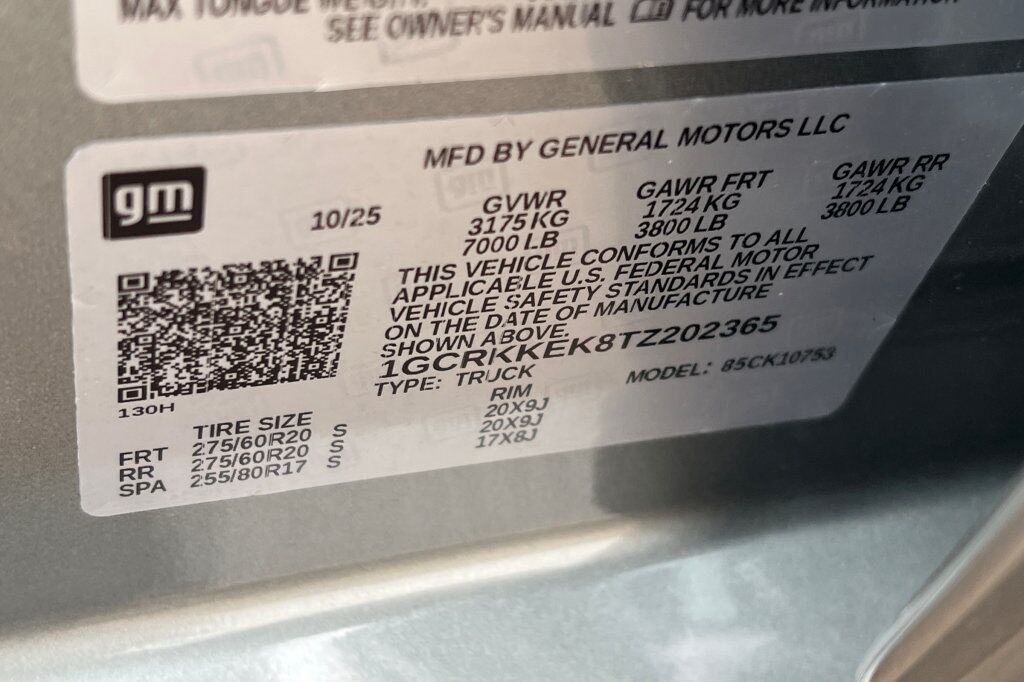 MAX TONGUE WEIGHT.
SEE OWNER'S MANUAL FOR MORE INFORMATION
gm
MFD BY GENERAL MOTORS LLC
10/25
GVWR GAWR FRT GAWR RR
3175 KG 1724 KG 1724 KG
7000 LB 3800 LB 3800 LB
THIS VEHICLE CONFORMS TO ALL
APPLICABLE U.S. FEDERAL MOTOR
VEHICLE SAFETY STANDARDS IN EFFECT
ON THE DATE OF MANUFACTURE
SHOWN ABOVE.
1GCRKKEK8TZ202365
TYPE: TRUCK MODEL: 85CK10753
130H
TIRE SIZE RIM
FRT 275/60R20 S 20X9J
RR 275/60R20 S 20X9J
SPA 255/80R17 S 17X8J